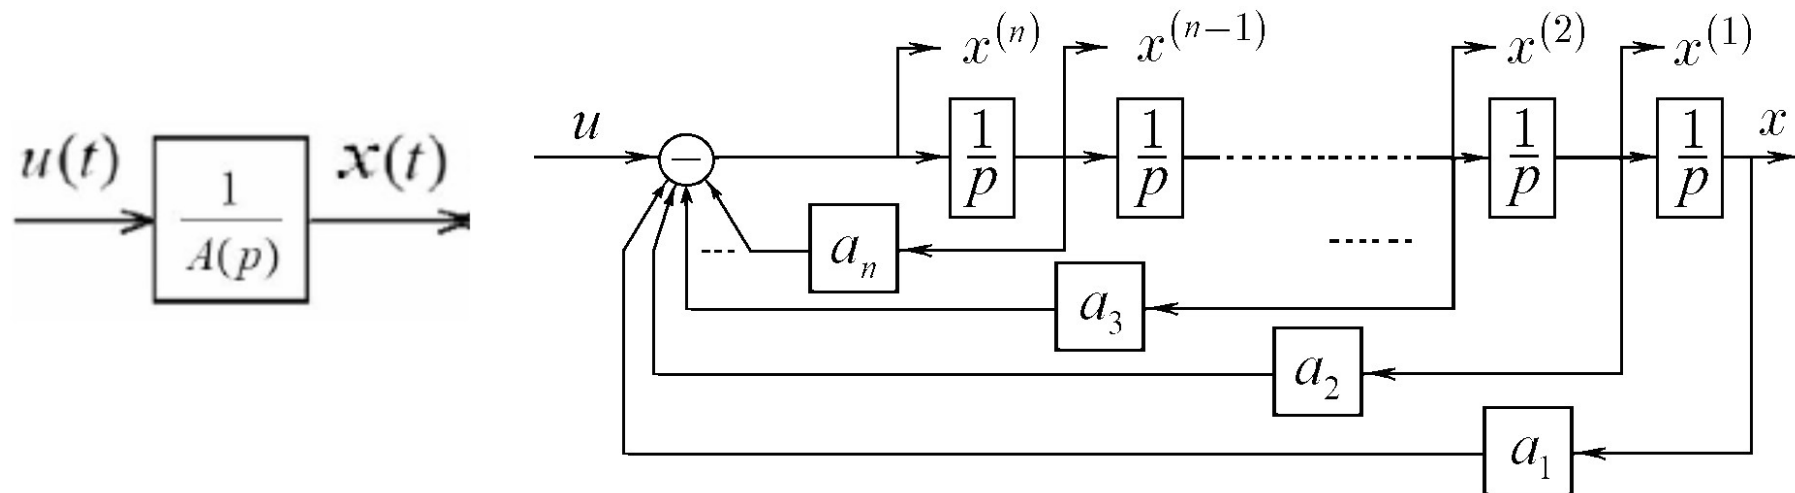 u(t)
1
A(p)
x(t)
x^(n)
x^(n−1)
x^(2)
x^(1)
u
−
1
p
1
p
1
p
1
p
x
a_n
a_3
a_2
a_1